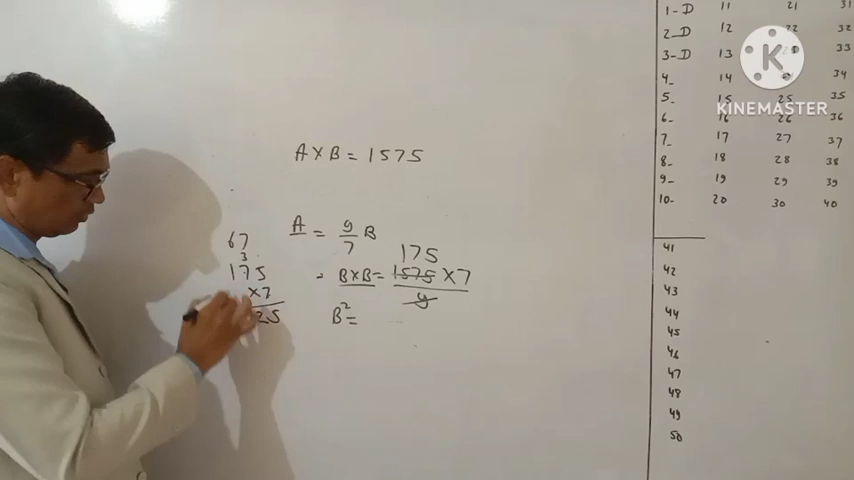 A X B = 1575
A = 9/7 B
67
3
175
175
= B X B = 1575 X 7 / 9
X 7
25
B² =
1-D 11 21 31
2-D 12 22 32
3-D 13 33
4- 14 34
5- 15 25 35
6- 16 26 36
7- 17 27 37
8- 18 28 38
9- 19 29 39
10- 20 30 40
41
42
43
44
45
46
47
48
49
50
KINEMASTER